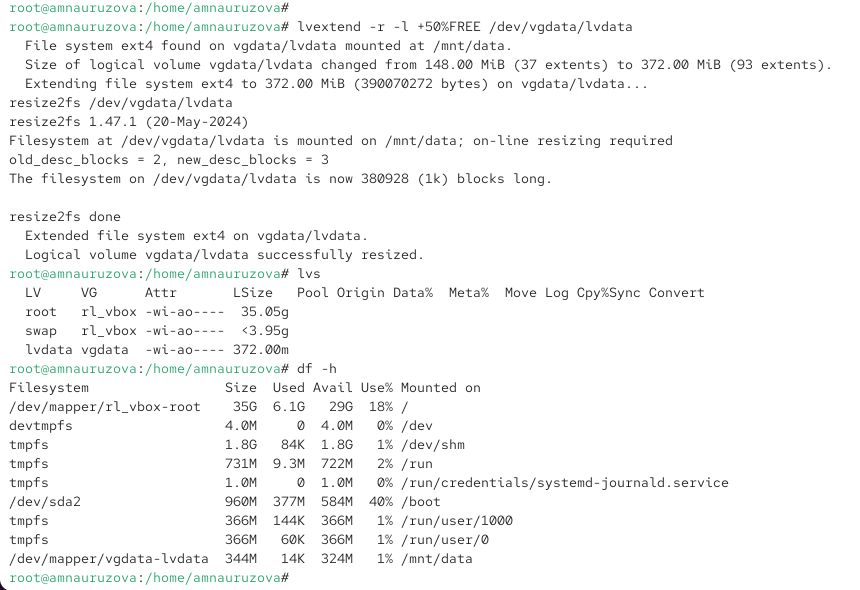 root@amnauruzova:/home/amnauruzova#
root@amnauruzova:/home/amnauruzova# lvextend -r -l +50%FREE /dev/vgdata/lvdata
  File system ext4 found on vgdata/lvdata mounted at /mnt/data.
  Size of logical volume vgdata/lvdata changed from 148.00 MiB (37 extents) to 372.00 MiB (93 extents).
  Extending file system ext4 to 372.00 MiB (390070272 bytes) on vgdata/lvdata...
resize2fs /dev/vgdata/lvdata
resize2fs 1.47.1 (20-May-2024)
Filesystem at /dev/vgdata/lvdata is mounted on /mnt/data; on-line resizing required
old_desc_blocks = 2, new_desc_blocks = 3
The filesystem on /dev/vgdata/lvdata is now 380928 (1k) blocks long.

resize2fs done
  Extended file system ext4 on vgdata/lvdata.
  Logical volume vgdata/lvdata successfully resized.
root@amnauruzova:/home/amnauruzova# lvs
  LV     VG      Attr       LSize   Pool Origin Data%  Meta%  Move Log Cpy%Sync Convert
  root   rl_vbox -wi-ao----  35.05g
  swap   rl_vbox -wi-ao----  <3.95g
  lvdata vgdata  -wi-ao---- 372.00m
root@amnauruzova:/home/amnauruzova# df -h
Filesystem                 Size  Used Avail Use% Mounted on
/dev/mapper/rl_vbox-root    35G  6.1G   29G  18% /
devtmpfs                   4.0M     0  4.0M   0% /dev
tmpfs                      1.8G   84K  1.8G   1% /dev/shm
tmpfs                      731M  9.3M  722M   2% /run
tmpfs                      1.0M     0  1.0M   0% /run/credentials/systemd-journald.service
/dev/sda2                  960M  377M  584M  40% /boot
tmpfs                      366M  144K  366M   1% /run/user/1000
tmpfs                      366M   60K  366M   1% /run/user/0
/dev/mapper/vgdata-lvdata  344M   14K  324M   1% /mnt/data
root@amnauruzova:/home/amnauruzova#